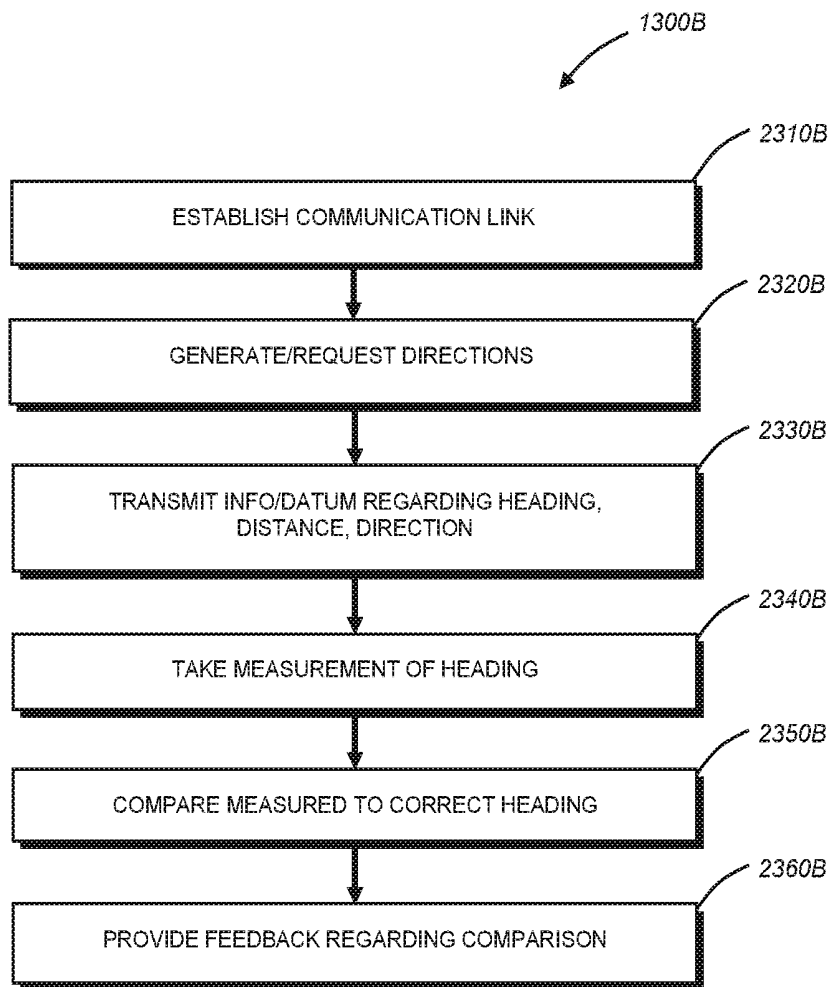 1300B
2310B
ESTABLISH COMMUNICATION LINK
2320B
GENERATE/REQUEST DIRECTIONS
2330B
TRANSMIT INFO/DATUM REGARDING HEADING,
DISTANCE, DIRECTION
2340B
TAKE MEASUREMENT OF HEADING
2350B
COMPARE MEASURED TO CORRECT HEADING
2360B
PROVIDE FEEDBACK REGARDING COMPARISON